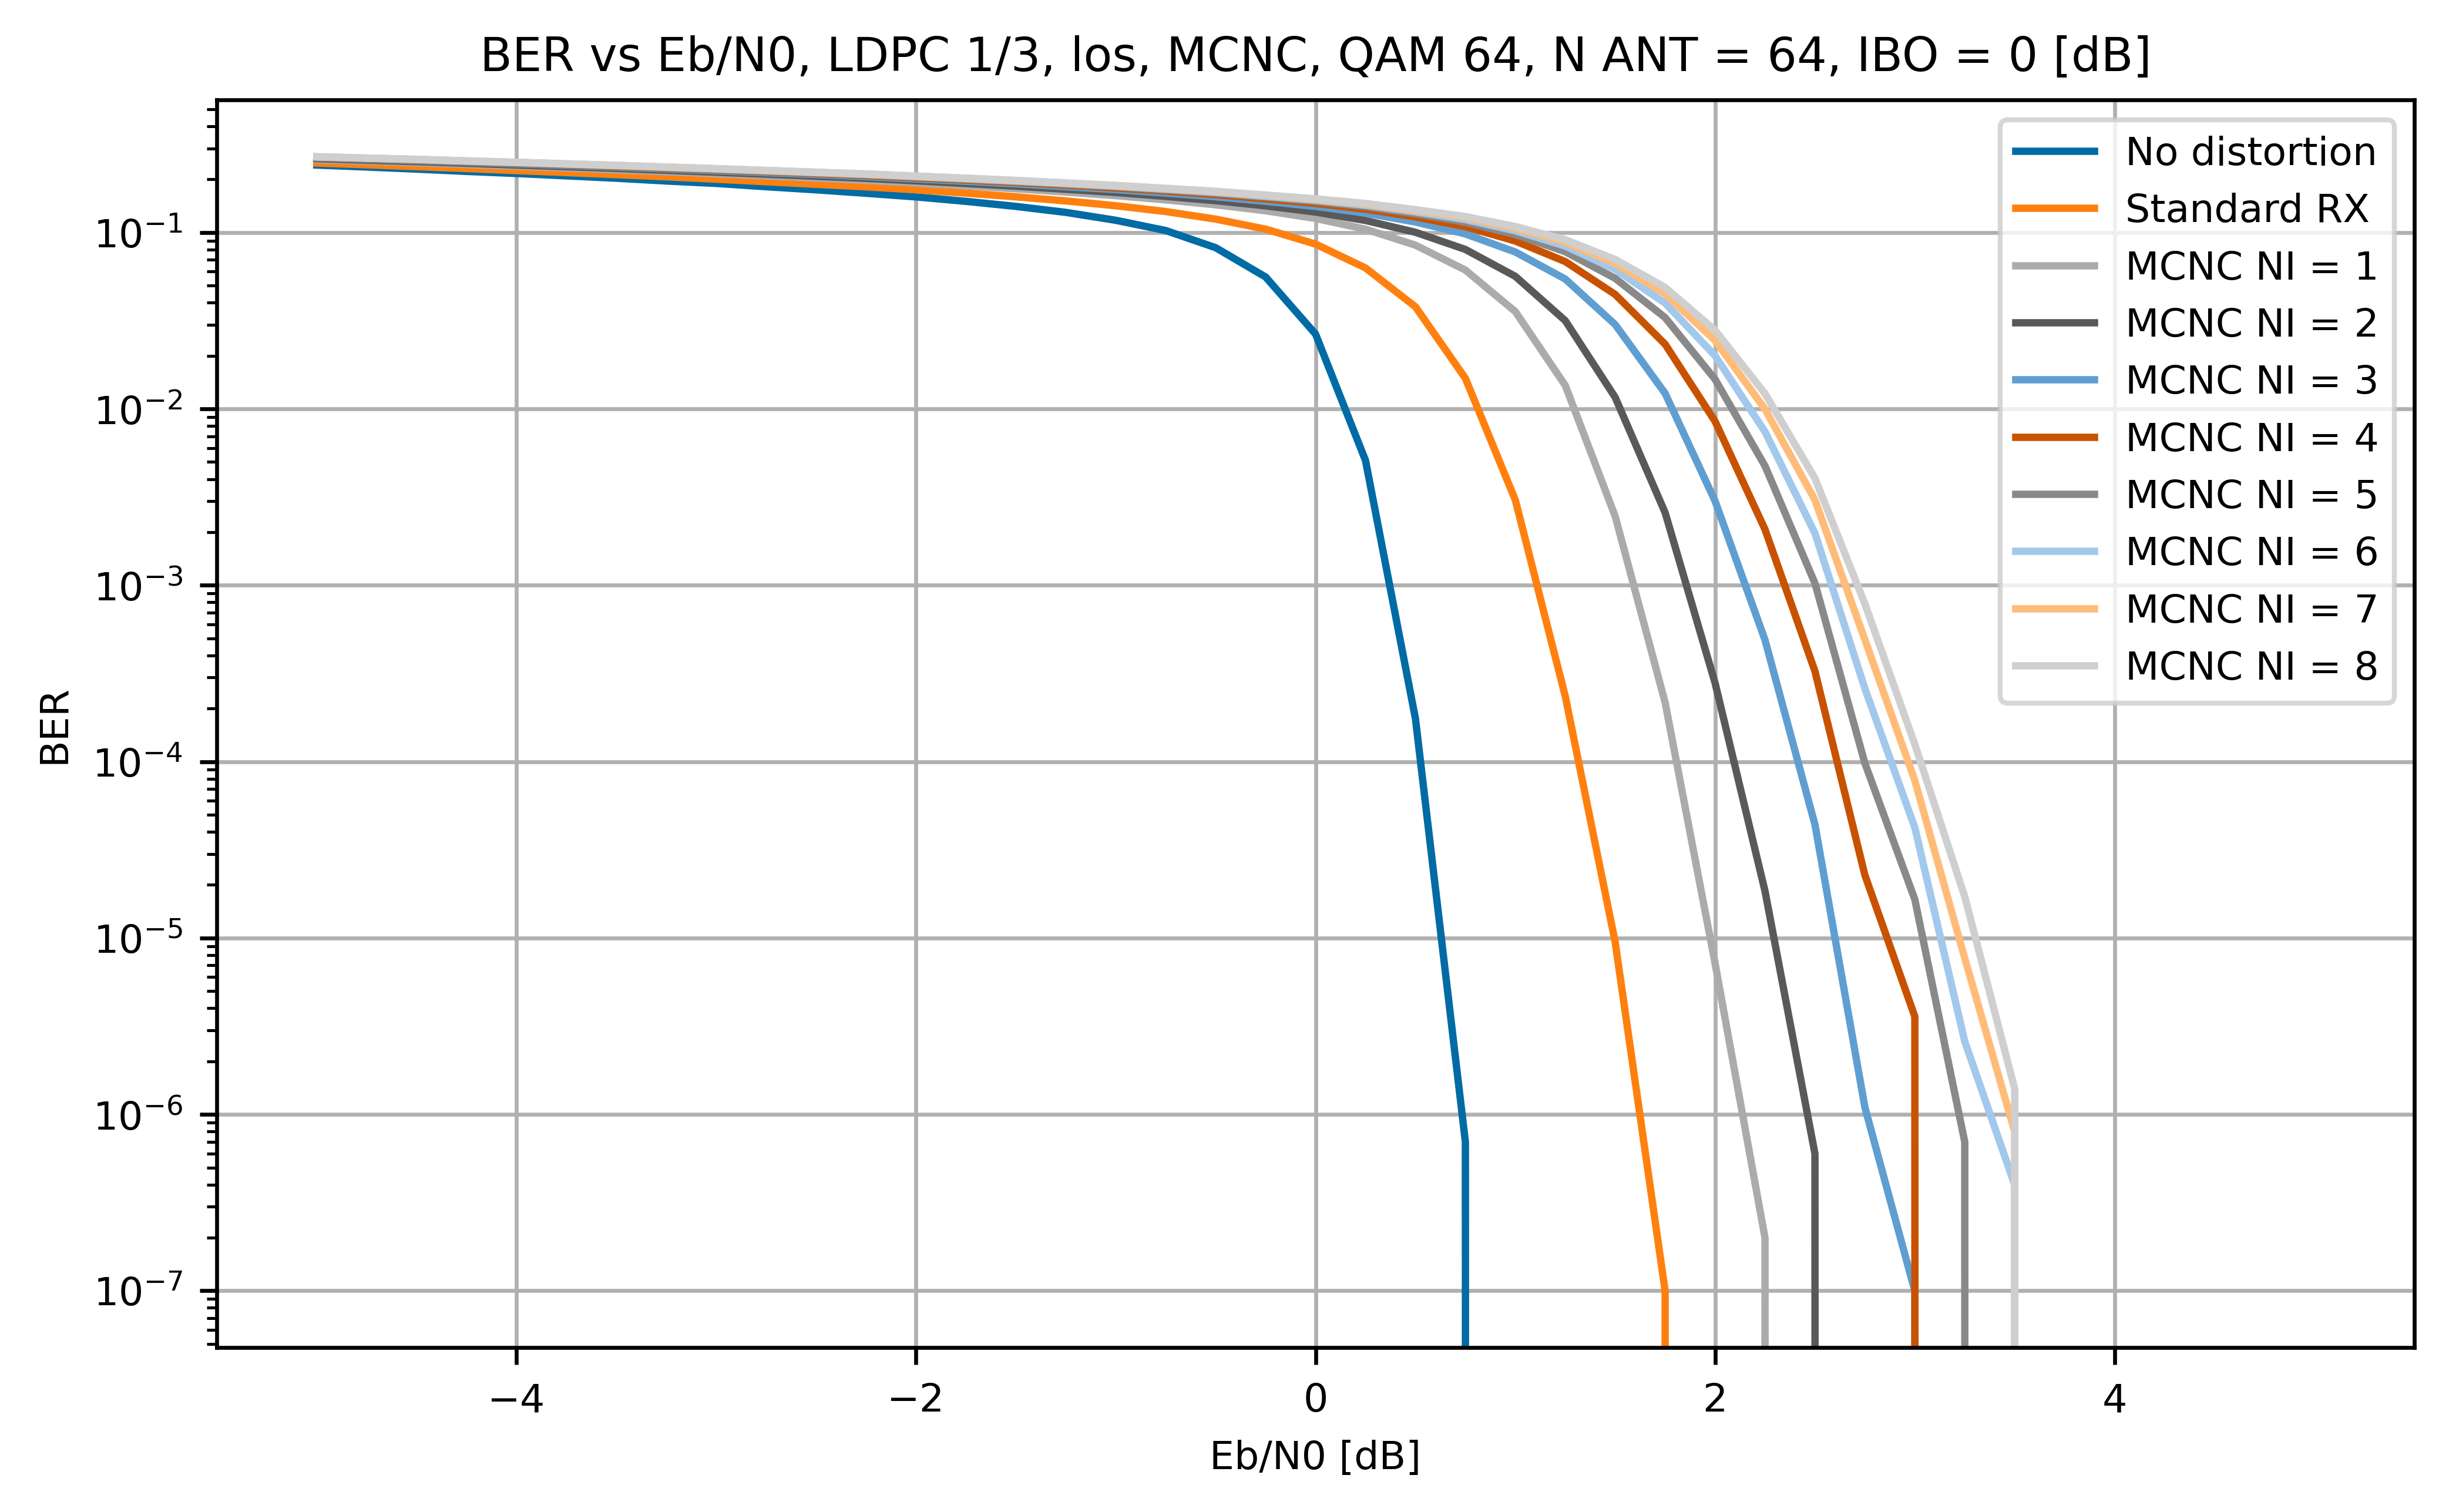 BER vs Eb/N0, LDPC 1/3, los, MCNC, QAM 64, N ANT = 64, IBO = 0 [dB]
No distortion
Standard RX
MCNC NI = 1
MCNC NI = 2
MCNC NI = 3
MCNC NI = 4
MCNC NI = 5
MCNC NI = 6
MCNC NI = 7
MCNC NI = 8
BER
10⁻¹
10⁻²
10⁻³
10⁻⁴
10⁻⁵
10⁻⁶
10⁻⁷
−4 −2 0 2 4
Eb/N0 [dB]